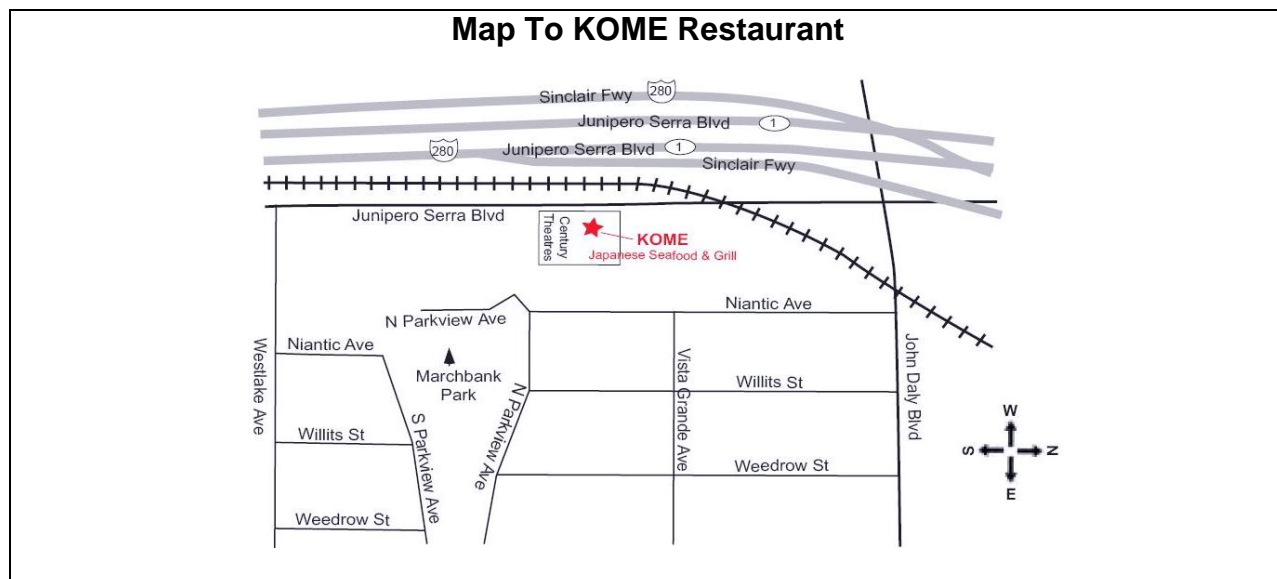 Map To KOME Restaurant
Sinclair Fwy
280
Junipero Serra Blvd
1
280
Junipero Serra Blvd
1
Sinclair Fwy
Junipero Serra Blvd
Century
Theatres
KOME
Japanese Seafood & Grill
N Parkview Ave
Niantic Ave
Westlake Ave
Niantic Ave
Marchbank
Park
N Parkview Ave
Vista Grande Ave
Willits St
John Daly Blvd
Willits St
S Parkview Ave
Weedrow St
Weedrow St
W
S
N
E